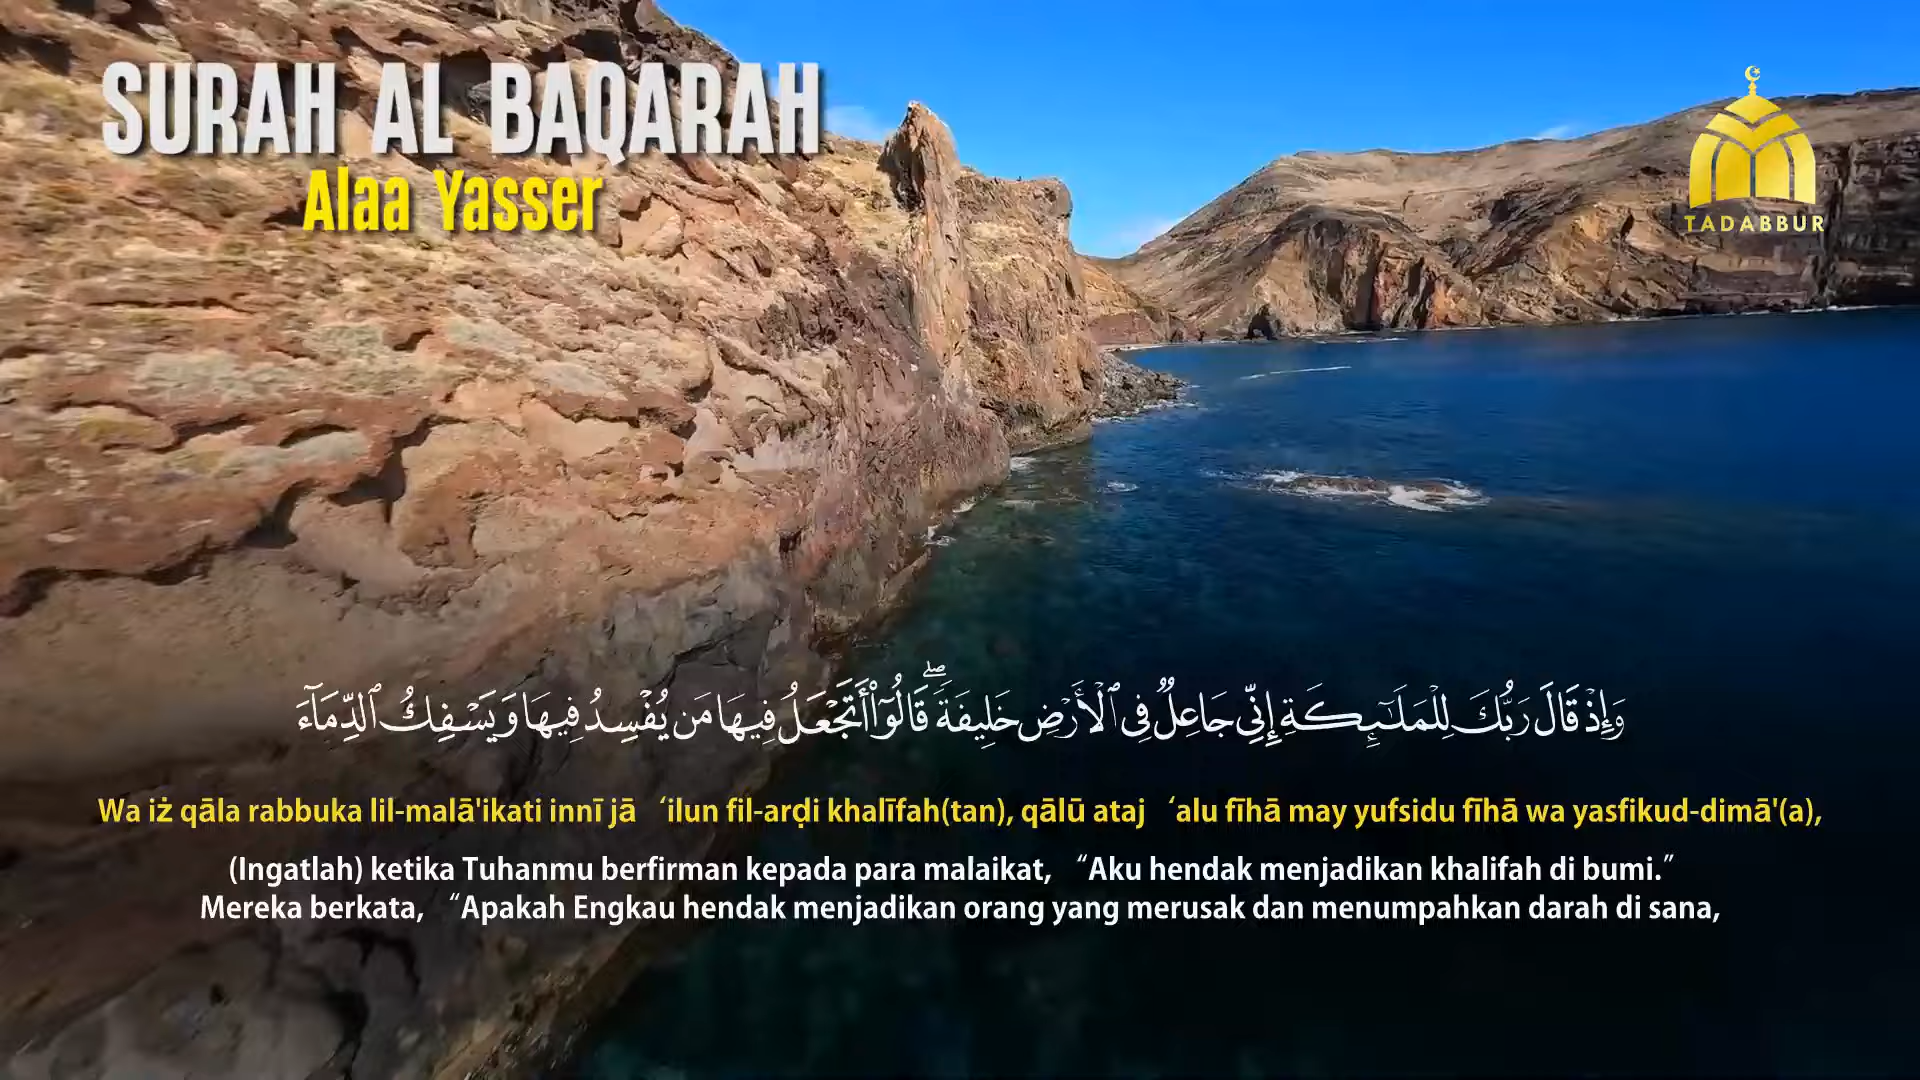 SURAH AL BAQARAH
Alaa Yasser
TADABBUR
وَإِذْ قَالَ رَبُّكَ لِلْمَلَـٰٓئِكَةِ إِنِّى جَاعِلٌ فِى ٱلْأَرْضِ خَلِيفَةً ۖ قَالُوٓا۟ أَتَجْعَلُ فِيهَا مَن يُفْسِدُ فِيهَا وَيَسْفِكُ ٱلدِّمَآءَ
Wa iż qāla rabbuka lil-malā'ikati innī jā ‘ilun fil-arḍi khalīfah(tan), qālū ataj ‘alu fīhā may yufsidu fīhā wa yasfikud-dimā'(a),
(Ingatlah) ketika Tuhanmu berfirman kepada para malaikat, “Aku hendak menjadikan khalifah di bumi.”
Mereka berkata, “Apakah Engkau hendak menjadikan orang yang merusak dan menumpahkan darah di sana,